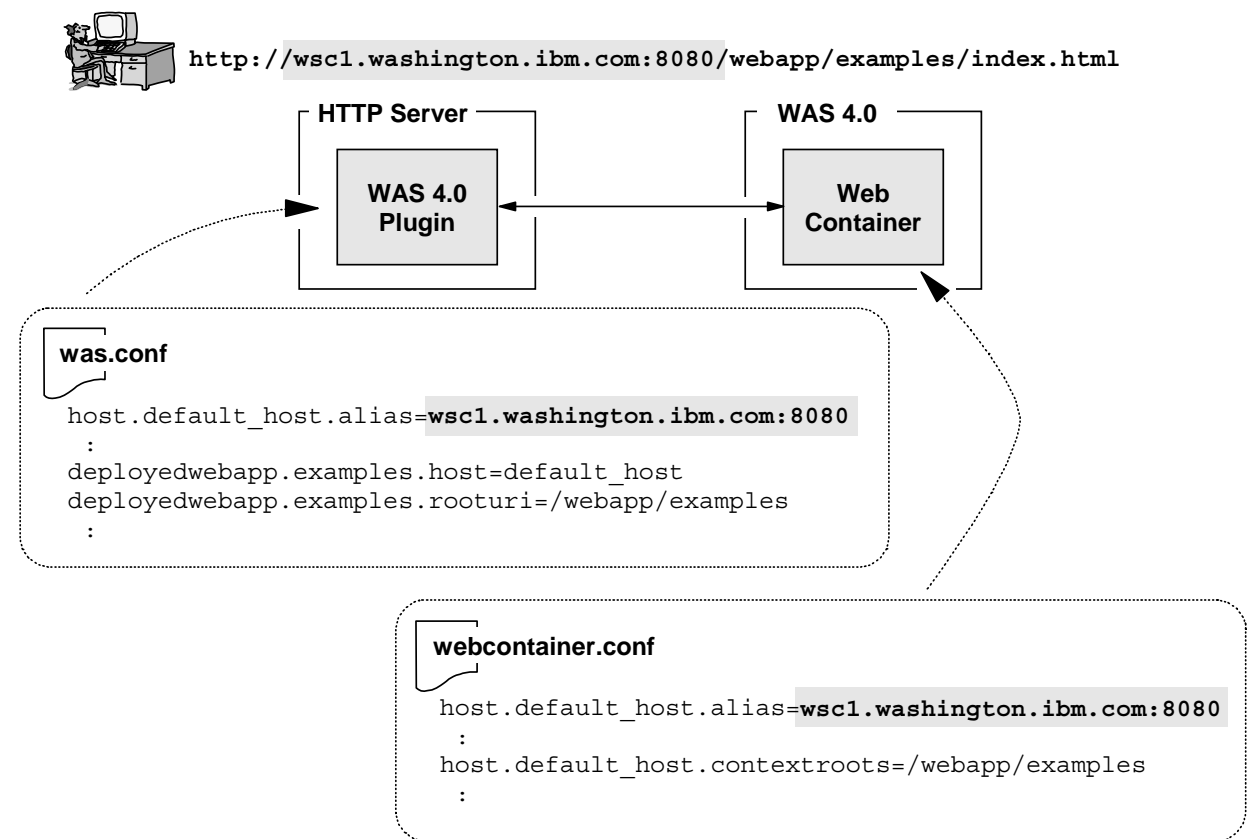 http://wsc1.washington.ibm.com:8080/webapp/examples/index.html
HTTP Server
WAS 4.0
WAS 4.0
Plugin
Web
Container
was.conf
host.default_host.alias=wsc1.washington.ibm.com:8080
:
deployedwebapp.examples.host=default_host
deployedwebapp.examples.rooturi=/webapp/examples
:
webcontainer.conf
host.default_host.alias=wsc1.washington.ibm.com:8080
:
host.default_host.contextroots=/webapp/examples
: